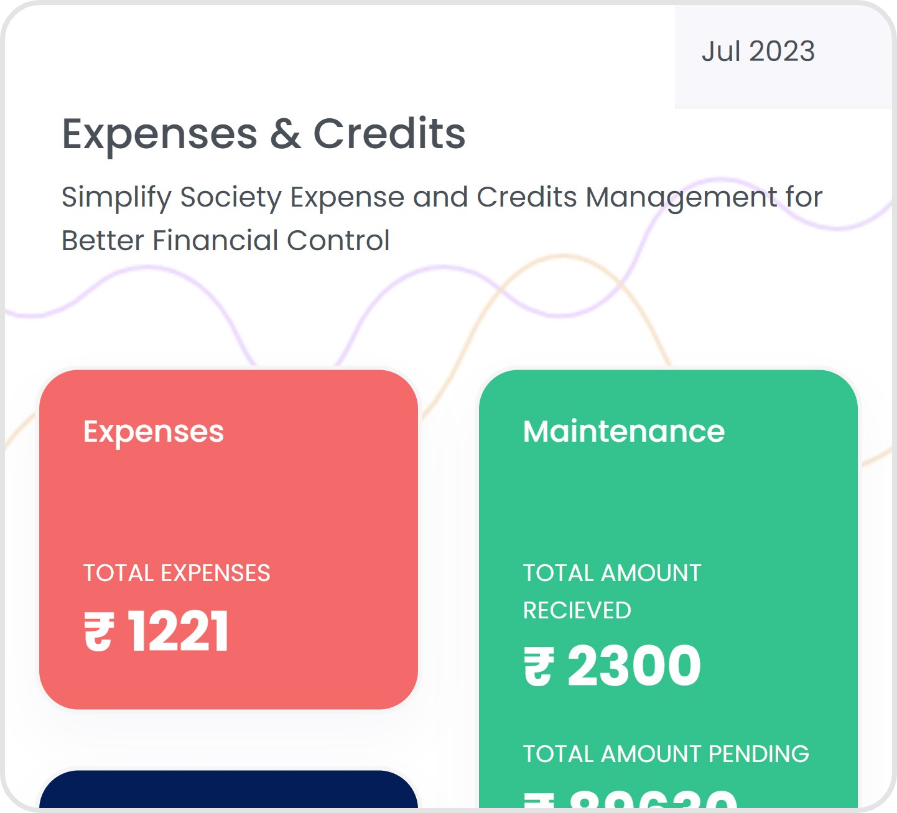 Jul 2023
Expenses & Credits
Simplify Society Expense and Credits Management for
Better Financial Control
Expenses
TOTAL EXPENSES
₹ 1221
Maintenance
TOTAL AMOUNT
RECIEVED
₹ 2300
TOTAL AMOUNT PENDING